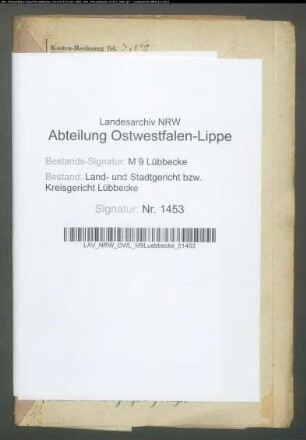 Kosten-Rechnung fol.
Landesarchiv NRW
Abteilung Ostwestfalen-Lippe
Bestands-Signatur: M 9 Lübbecke
Bestand: Land- und Stadtgericht bzw.
Kreisgericht Lübbecke
Signatur: Nr. 1453
LAV_NRW_OWL_M9Luebbecke_01453